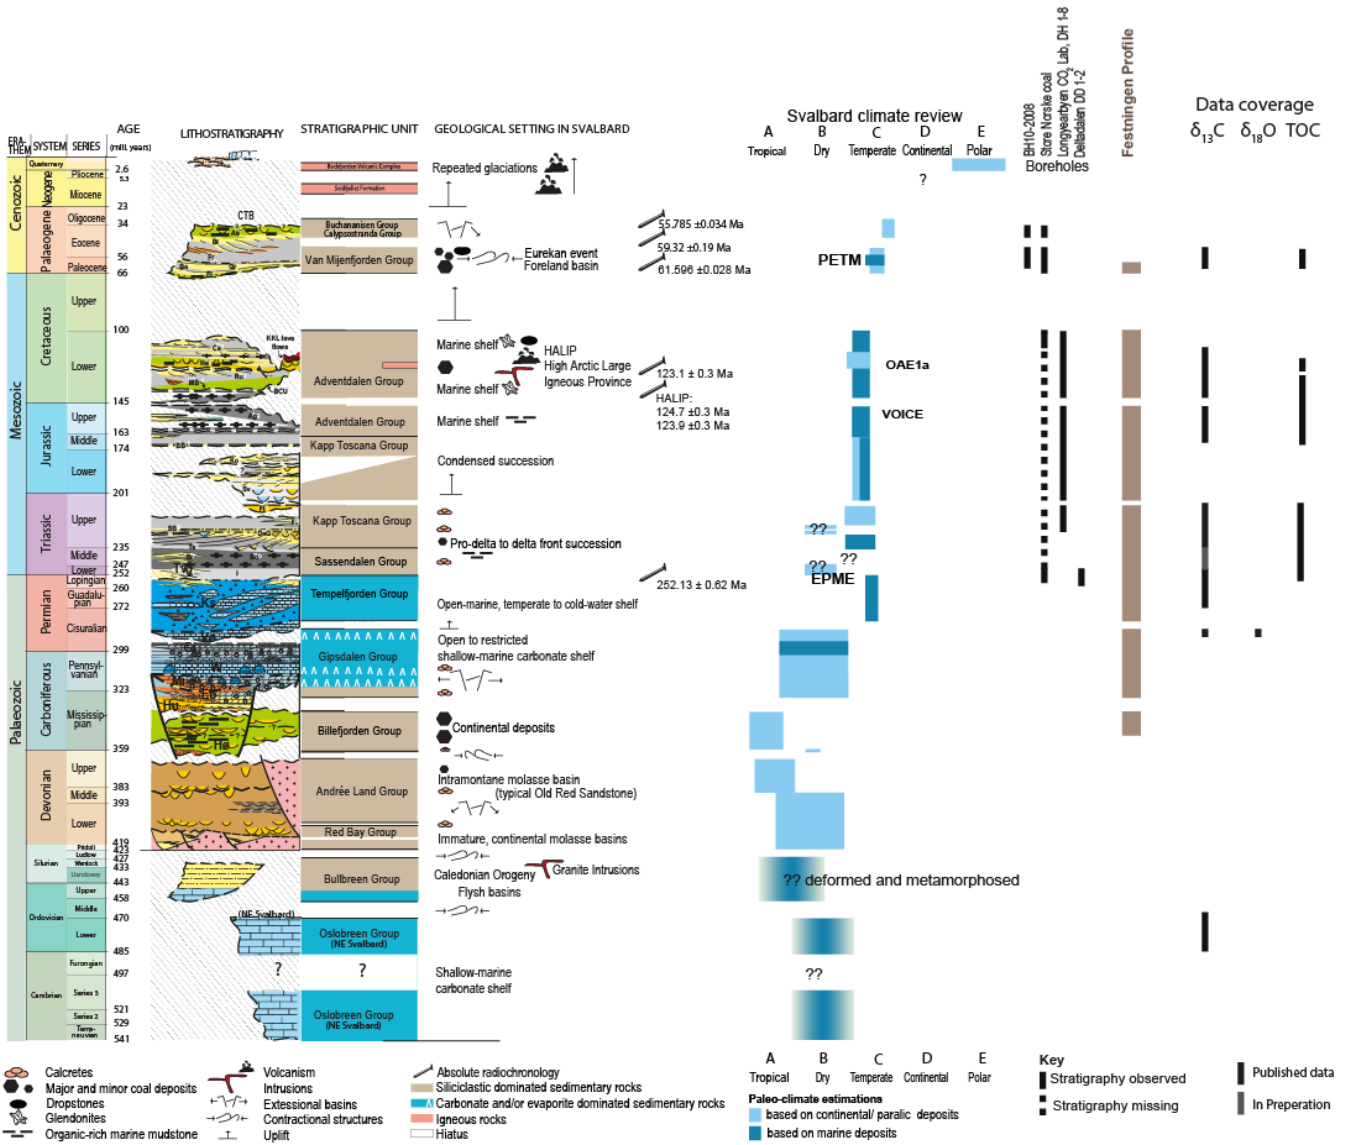 Svalbard climate review
A B C D E
Tropical Dry Temperate Continental Polar
BH10-2008
Store Norske coal
Longyearbyen CO2 Lab, DH 1-8
Deltadalen DD 1-2
Boreholes
Festningen Profile
Data coverage
δ13C δ18O TOC
ERA-THEM SYSTEM SERIES
AGE
(mill. years)
LITHOSTRATIGRAPHY
STRATIGRAPHIC UNIT
GEOLOGICAL SETTING IN SVALBARD
Cenozoic
Mesozoic
Palaeozoic
Quaternary
Neogene
Palaeogene
Cretaceous
Jurassic
Triassic
Permian
Carboniferous
Devonian
Silurian
Ordovician
Cambrian
Pliocene
Miocene
Oligocene
Eocene
Paleocene
Upper
Lower
Upper
Middle
Lower
Upper
Middle
Lower
Lopingian
Guadalu-
pian
Cisuralian
Pennsyl-
vanian
Mississip-
pian
Upper
Middle
Lower
Pridoli
Ludlow
Wenlock
Llandovery
Upper
Middle
Lower
Furongian
Series 3
Series 2
Terre-
neuvian
2.6
5.3
23
34
56
66
100
145
163
174
201
235
247
252
260
272
299
323
359
383
393
419
423
427
433
443
458
470
485
497
521
529
541
CTB
KKL lava
flows
BCU
Hu
(NE Svalbard)
?
Bockfjorden Volcanic Complex
Seidfjellet Formation
Buchananisen Group
Calypsostranda Group
Van Mijenfjorden Group
Adventdalen Group
Adventdalen Group
Kapp Toscana Group
Kapp Toscana Group
Sassendalen Group
Tempelfjorden Group
Gipsdalen Group
Billefjorden Group
Andrée Land Group
Red Bay Group
Bullbreen Group
Oslobreen Group
(NE Svalbard)
?
Oslobreen Group
(NE Svalbard)
Repeated glaciations
Eurekan event
Foreland basin
Marine shelf
HALIP
High Arctic Large
Igneous Province
Marine shelf
Marine shelf
Condensed succession
Pro-delta to delta front succession
Open-marine, temperate to cold-water shelf
Open to restricted
shallow-marine carbonate shelf
Continental deposits
Intramontane molasse basin
(typical Old Red Sandstone)
Immature, continental molasse basins
Caledonian Orogeny
Granite Intrusions
Flysh basins
Shallow-marine
carbonate shelf
55.785 ±0.034 Ma
59.32 ±0.19 Ma
61.596 ±0.028 Ma
123.1 ± 0.3 Ma
HALIP:
124.7 ±0.3 Ma
123.9 ±0.3 Ma
252.13 ± 0.62 Ma
?
PETM
OAE1a
VOICE
??
??
??
EPME
?? deformed and metamorphosed
??
Calcretes
Major and minor coal deposits
Dropstones
Glendonites
Organic-rich marine mudstone
Volcanism
Intrusions
Extessional basins
Contractional structures
Uplift
Absolute radiochronology
Siliciclastic dominated sedimentary rocks
Carbonate and/or evaporite dominated sedimentary rocks
Igneous rocks
Hiatus
A B C D E
Tropical Dry Temperate Continental Polar
Paleo-climate estimations
based on continental/ paralic deposits
based on marine deposits
Key
Stratigraphy observed
Stratigraphy missing
Published data
In Preperation